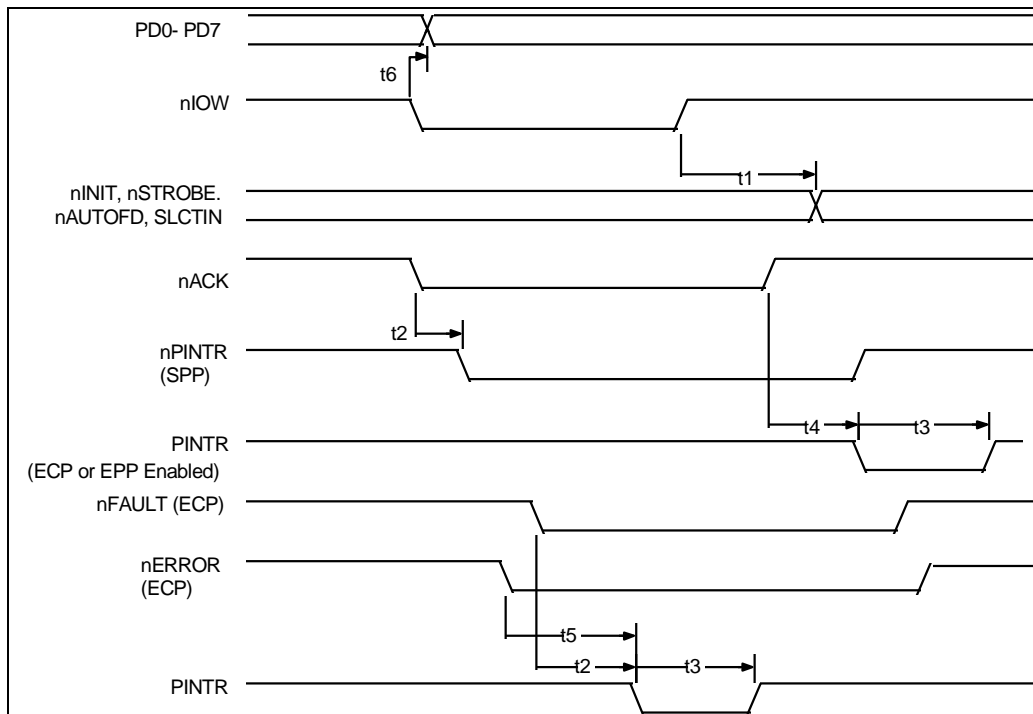 PD0- PD7
t6
nIOW
t1
nINIT, nSTROBE.
nAUTOFD, SLCTIN
nACK
t2
nPINTR
(SPP)
t4
t3
PINTR
(ECP or EPP Enabled)
nFAULT (ECP)
nERROR
(ECP)
t5
t2
t3
PINTR